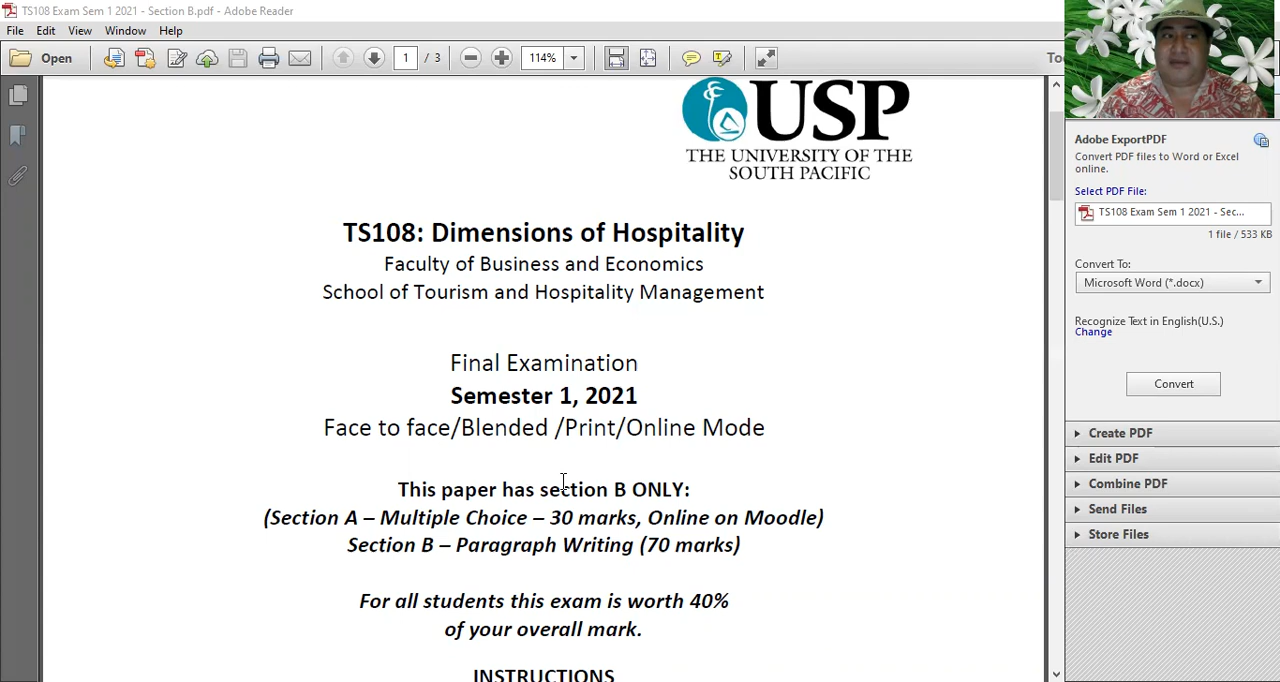 TS108 Exam Sem 1 2021 - Section B.pdf - Adobe Reader
File Edit View Window Help
Open 1 / 3 114%
USP
THE UNIVERSITY OF THE
SOUTH PACIFIC
TS108: Dimensions of Hospitality
Faculty of Business and Economics
School of Tourism and Hospitality Management
Final Examination
Semester 1, 2021
Face to face/Blended /Print/Online Mode
This paper has section B ONLY:
(Section A – Multiple Choice – 30 marks, Online on Moodle)
Section B – Paragraph Writing (70 marks)
For all students this exam is worth 40%
of your overall mark.
INSTRUCTIONS
Adobe ExportPDF
Convert PDF files to Word or Excel
online.
Select PDF File:
TS108 Exam Sem 1 2021 - Sec...
1 file / 533 KB
Convert To:
Microsoft Word (*.docx)
Recognize Text in English(U.S.)
Change
Convert
Create PDF
Edit PDF
Combine PDF
Send Files
Store Files